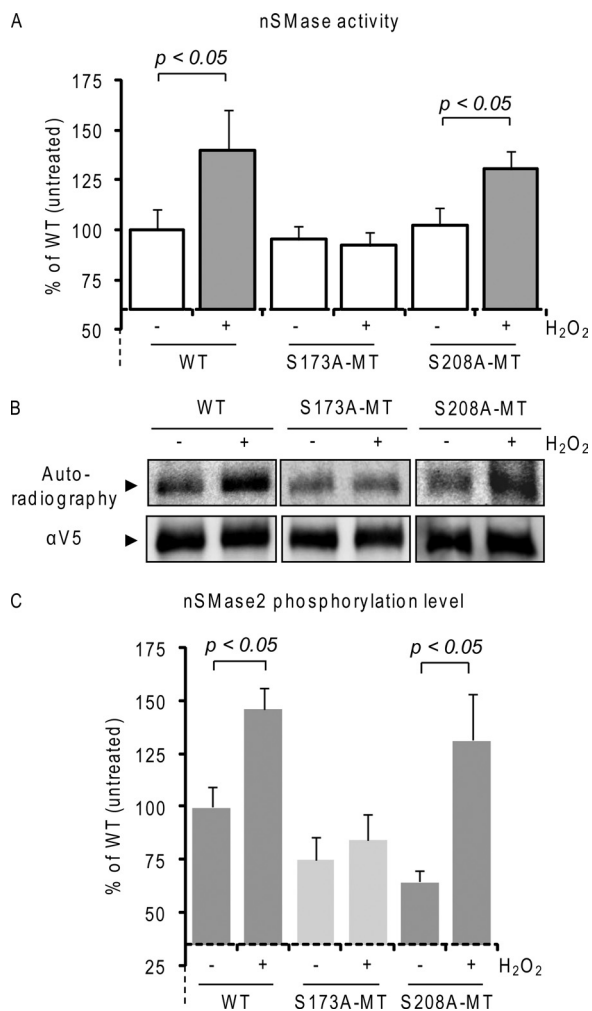 A
nSMase activity
p < 0.05
p < 0.05
% of WT (untreated)
175
150
125
100
75
50
- + - + - + H₂O₂
WT S173A-MT S208A-MT
B
WT S173A-MT S208A-MT
- + - + - + H₂O₂
Auto-
radiography
αV5
C
nSMase2 phosphorylation level
p < 0.05
p < 0.05
% of WT (untreated)
175
150
125
100
75
50
25
- + - + - + H₂O₂
WT S173A-MT S208A-MT